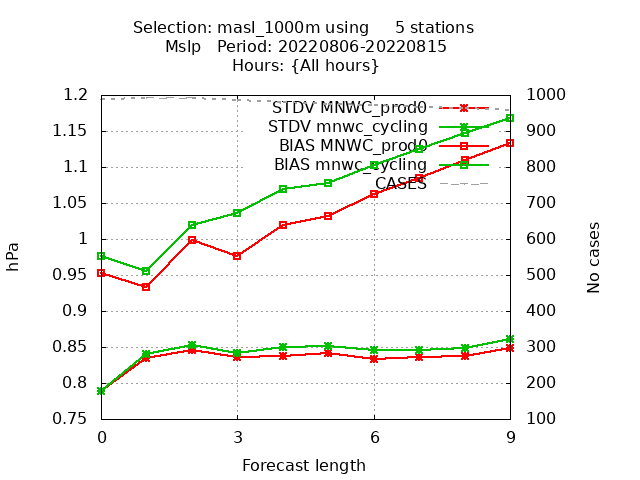 Selection: masl_1000m using     5 stations
Mslp   Period: 20220806-20220815
Hours: {All hours}
STDV MNWC_prod0
STDV mnwc_cycling
BIAS MNWC_prod0
BIAS mnwc_cycling
CASES
1.2
1.15
1.1
1.05
1
0.95
0.9
0.85
0.8
0.75
hPa
1000
900
800
700
600
500
400
300
200
100
No cases
0 3 6 9
Forecast length